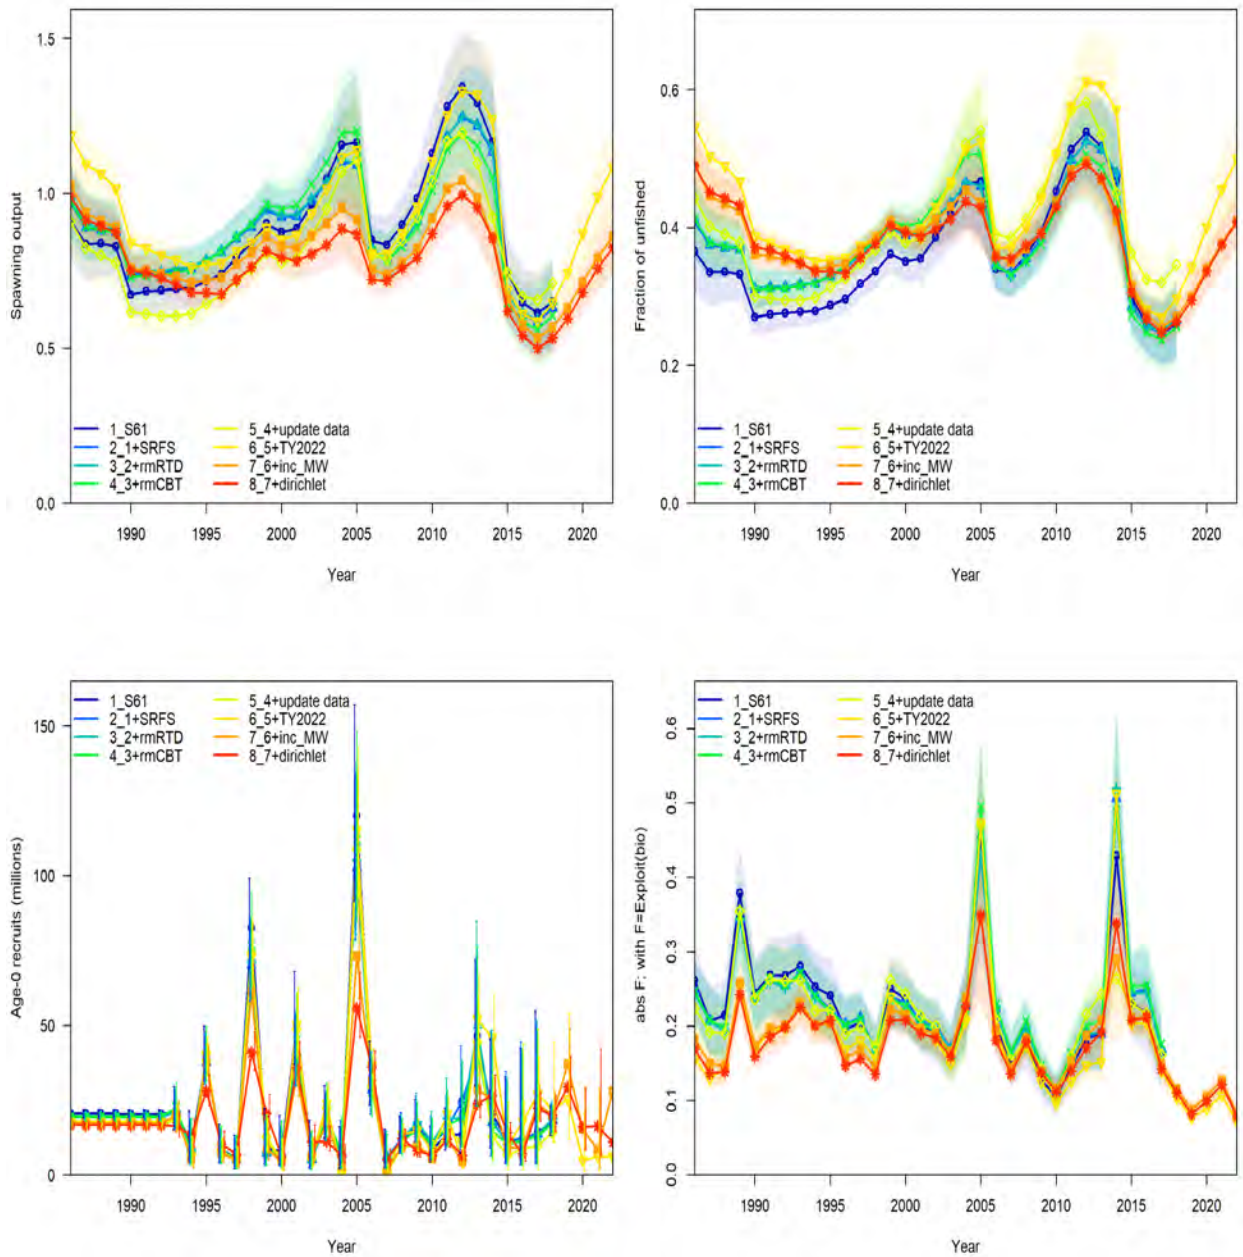 Spawning output
1.5
1.0
0.5
0.0
1_S61
2_1+SRFS
3_2+rmRTD
4_3+rmCBT
5_4+update data
6_5+TY2022
7_6+inc_MW
8_7+dirichlet
1990 1995 2000 2005 2010 2015 2020
Year
Fraction of unfished
0.6
0.4
0.2
0.0
1_S61
2_1+SRFS
3_2+rmRTD
4_3+rmCBT
5_4+update data
6_5+TY2022
7_6+inc_MW
8_7+dirichlet
1990 1995 2000 2005 2010 2015 2020
Year
Age-0 recruits (millions)
150
100
50
0
1_S61
2_1+SRFS
3_2+rmRTD
4_3+rmCBT
5_4+update data
6_5+TY2022
7_6+inc_MW
8_7+dirichlet
1990 1995 2000 2005 2010 2015 2020
Year
abs F; with F=Exploit(bio)
0.6
0.5
0.4
0.3
0.2
0.1
0.0
1_S61
2_1+SRFS
3_2+rmRTD
4_3+rmCBT
5_4+update data
6_5+TY2022
7_6+inc_MW
8_7+dirichlet
1990 1995 2000 2005 2010 2015 2020
Year